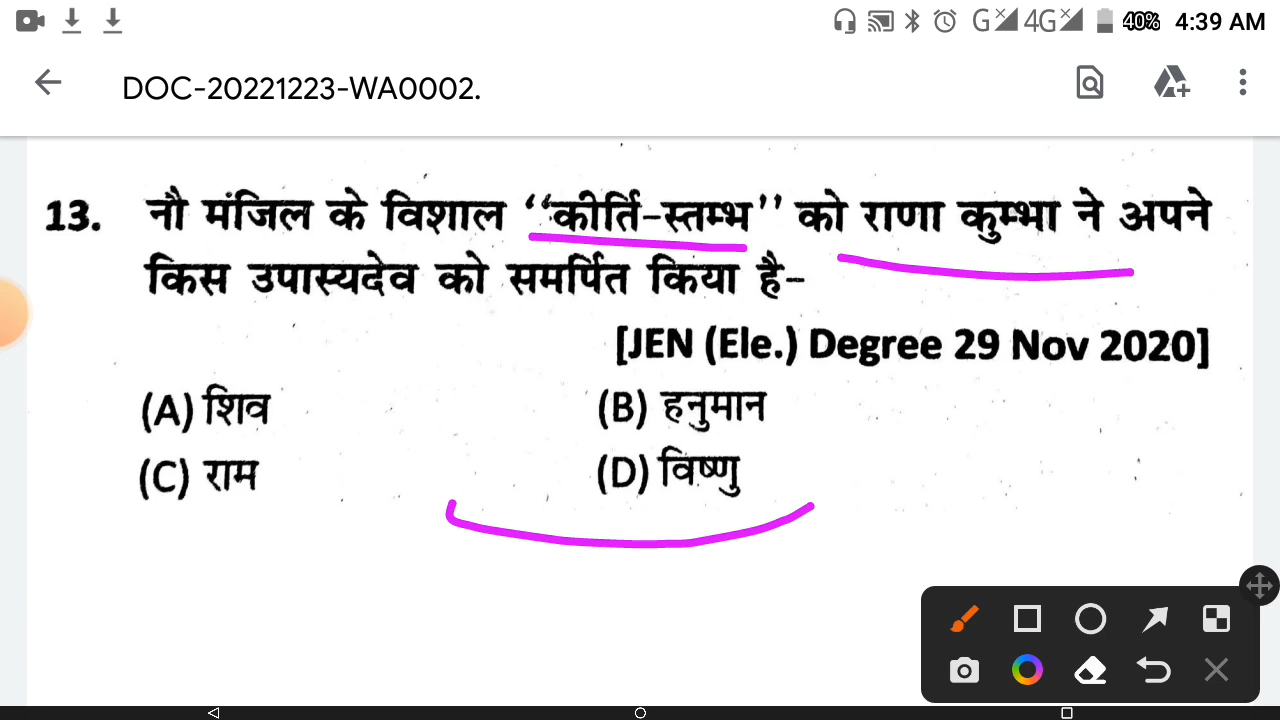 G 4G 40% 4:39 AM
DOC-20221223-WA0002.
13. नौ मंजिल के विशाल ‘‘कीर्ति-स्तम्भ’’ को राणा कुम्भा ने अपने
किस उपास्यदेव को समर्पित किया है-
[JEN (Ele.) Degree 29 Nov 2020]
(A) शिव (B) हनुमान
(C) राम (D) विष्णु